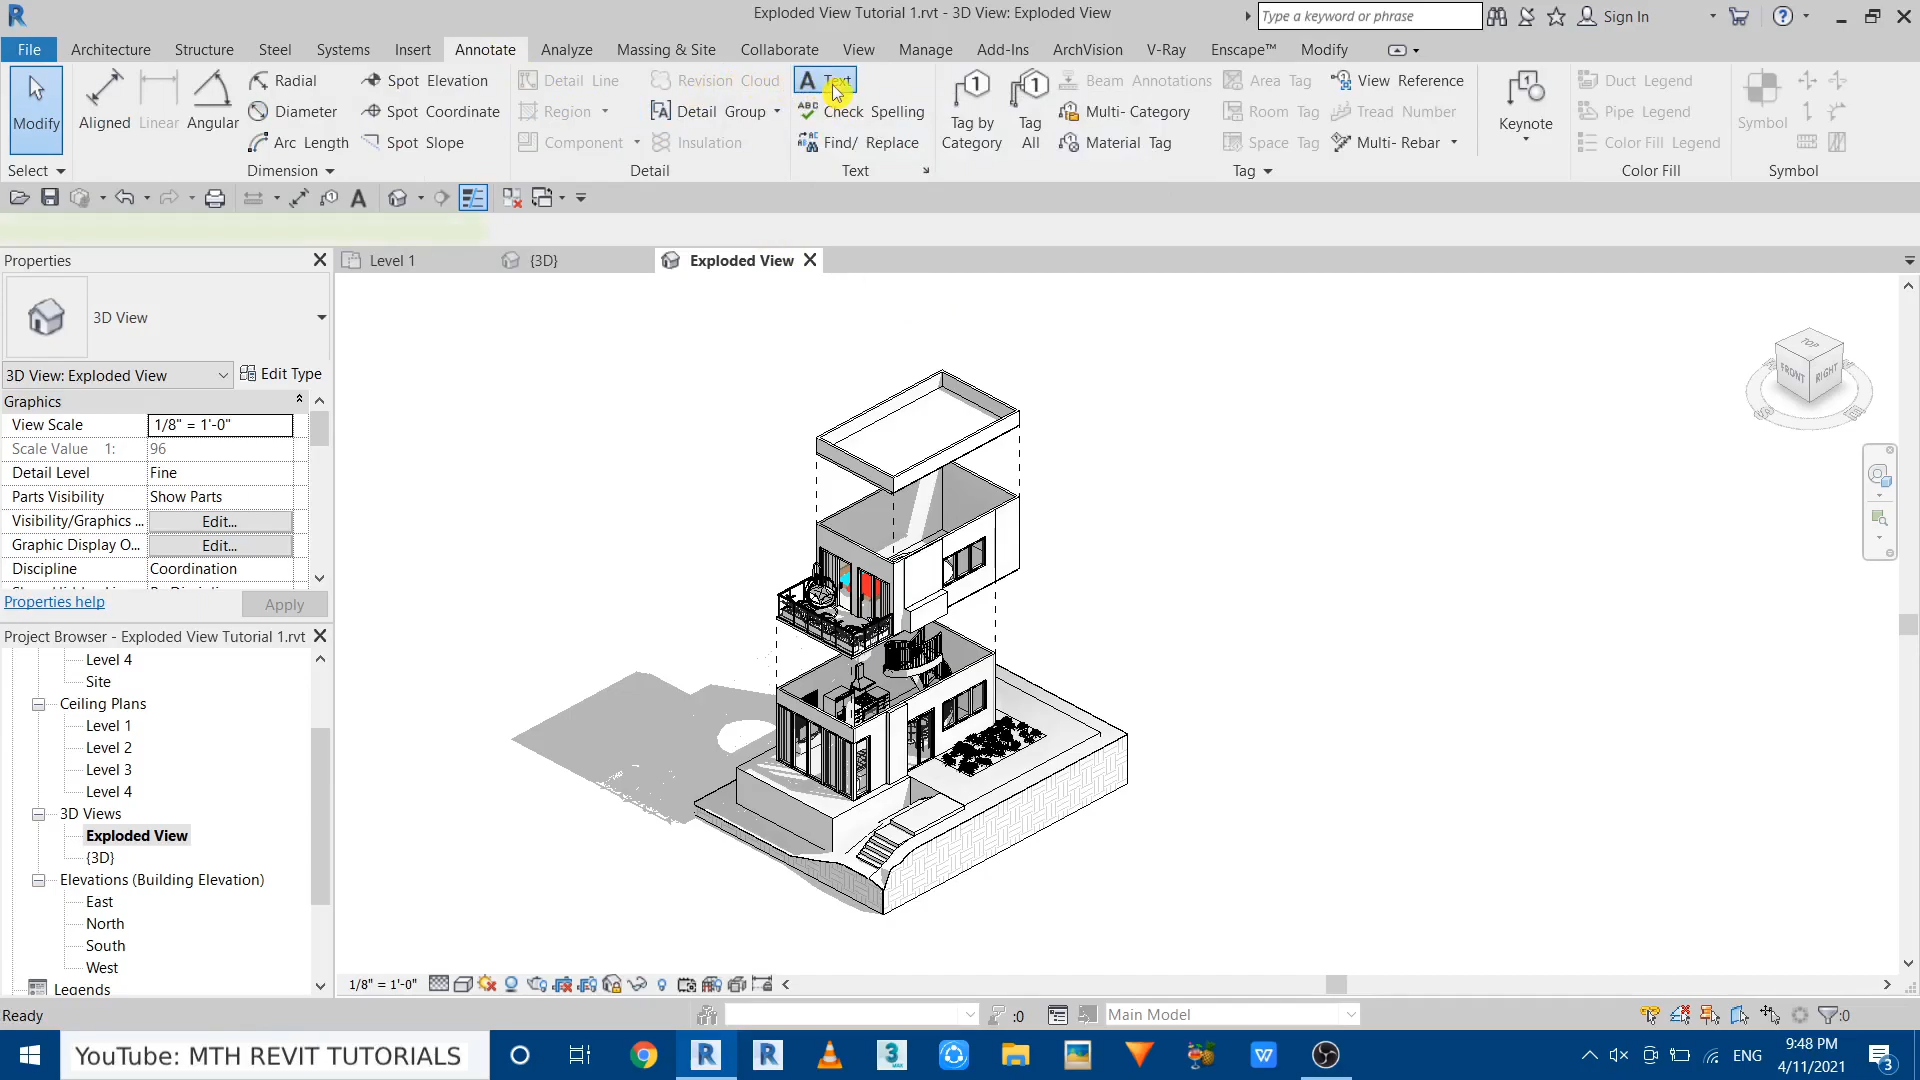 Exploded View Tutorial 1.rvt - 3D View: Exploded View
Type a keyword or phrase
Sign In
File Architecture Structure Steel Systems Insert Annotate Analyze Massing & Site Collaborate View Manage Add-Ins ArchVision V-Ray Enscape™ Modify
Modify
Select
Aligned Linear Angular
Radial
Diameter
Arc Length
Spot Elevation
Spot Coordinate
Spot Slope
Dimension
Detail Line
Region
Component
Revision Cloud
Detail Group
Insulation
Detail
Text
Check Spelling
Find/ Replace
Text
Tag by Category
Tag All
Beam Annotations
Multi- Category
Material Tag
Area Tag
Room Tag
Space Tag
View Reference
Tread Number
Multi- Rebar
Tag
Keynote
Duct Legend
Pipe Legend
Color Fill Legend
Color Fill
Symbol
Symbol
Properties
Level 1
{3D}
Exploded View
3D View
3D View: Exploded View
Edit Type
Graphics
View Scale 1/8" = 1'-0"
Scale Value 1: 96
Detail Level Fine
Parts Visibility Show Parts
Visibility/Graphics ... Edit...
Graphic Display O... Edit...
Discipline Coordination
Properties help
Apply
Project Browser - Exploded View Tutorial 1.rvt
Level 4
Site
Ceiling Plans
Level 1
Level 2
Level 3
Level 4
3D Views
Exploded View
{3D}
Elevations (Building Elevation)
East
North
South
West
Legends
TOP
FRONT
RIGHT
1/8" = 1'-0"
Ready
:0
Main Model
:0
YouTube: MTH REVIT TUTORIALS
ENG
9:48 PM
4/11/2021
3